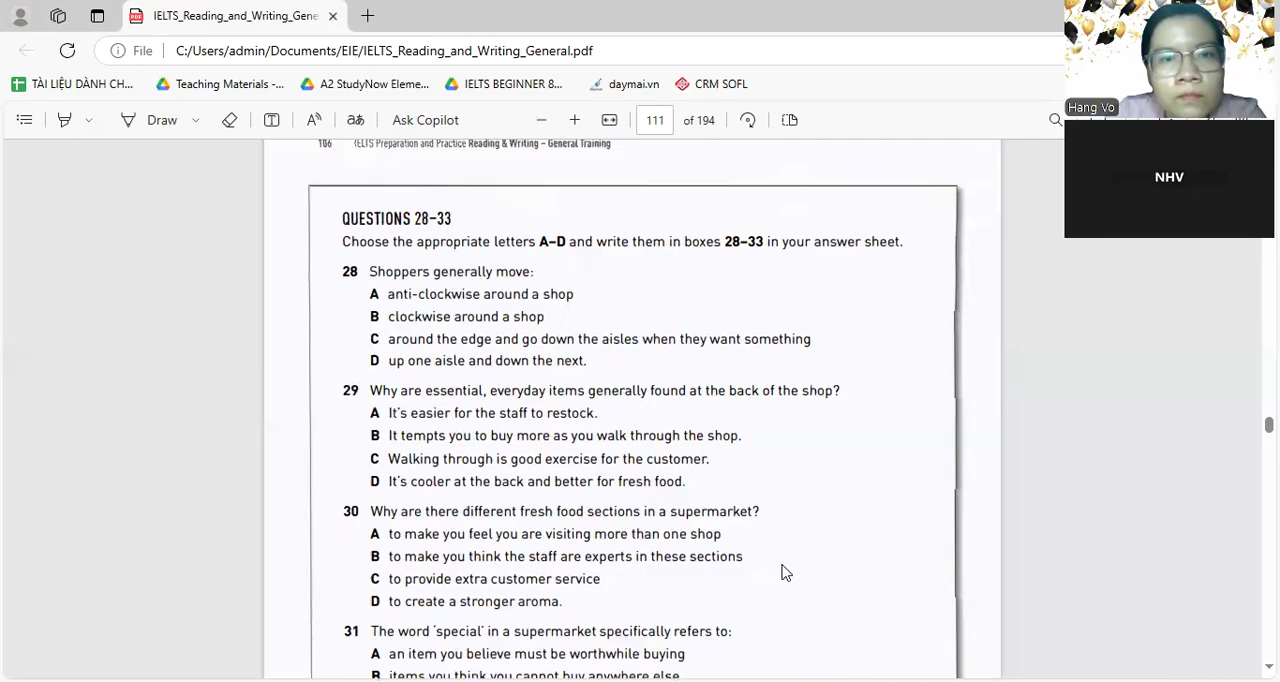 IELTS_Reading_and_Writing_Gene
File
C:/Users/admin/Documents/EIE/IELTS_Reading_and_Writing_General.pdf
TÀI LIỆU DÀNH CH...
Teaching Materials -...
A2 StudyNow Eleme...
IELTS BEGINNER 8...
daymai.vn
CRM SOFL
Draw
Ask Copilot
111 of 194
Hang Vo
NHV
106 IELTS Preparation and Practice Reading & Writing – General Training
QUESTIONS 28–33
Choose the appropriate letters A–D and write them in boxes 28–33 in your answer sheet.
28 Shoppers generally move:
A anti-clockwise around a shop
B clockwise around a shop
C around the edge and go down the aisles when they want something
D up one aisle and down the next.
29 Why are essential, everyday items generally found at the back of the shop?
A It's easier for the staff to restock.
B It tempts you to buy more as you walk through the shop.
C Walking through is good exercise for the customer.
D It's cooler at the back and better for fresh food.
30 Why are there different fresh food sections in a supermarket?
A to make you feel you are visiting more than one shop
B to make you think the staff are experts in these sections
C to provide extra customer service
D to create a stronger aroma.
31 The word 'special' in a supermarket specifically refers to:
A an item you believe must be worthwhile buying
B items you think you cannot buy anywhere else